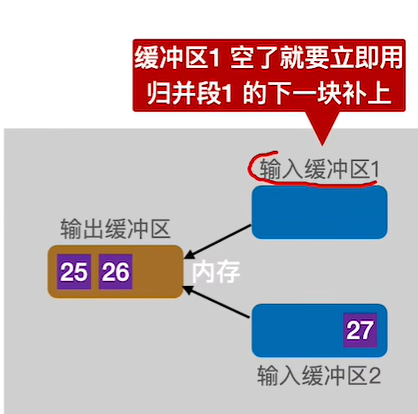 缓冲区1 空了就要立即用
归并段1 的下一块补上
输入缓冲区1
输出缓冲区
25 26
内存
27
输入缓冲区2